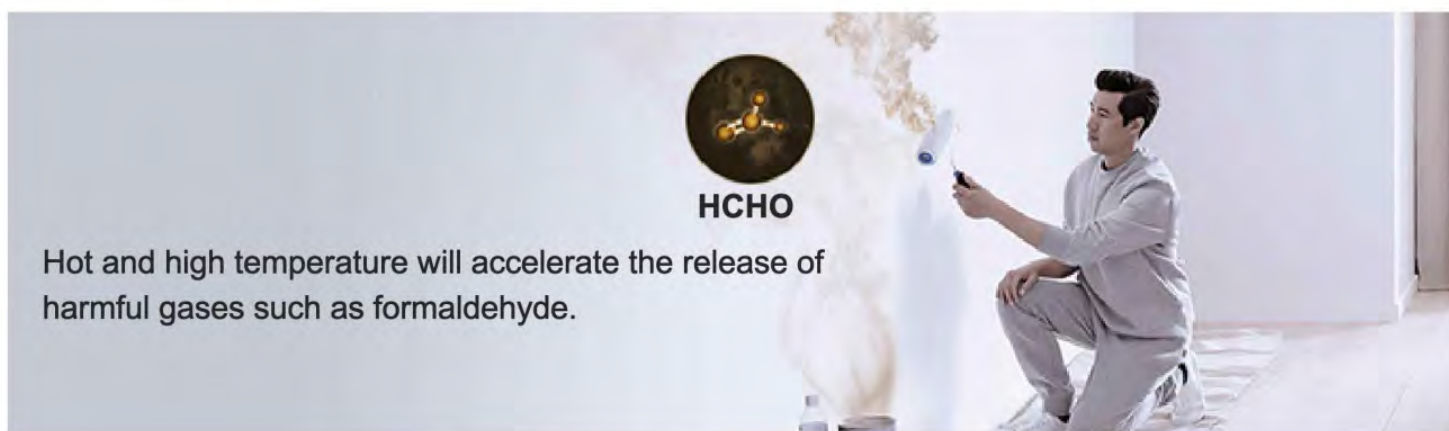 HCHO
Hot and high temperature will accelerate the release of
harmful gases such as formaldehyde.